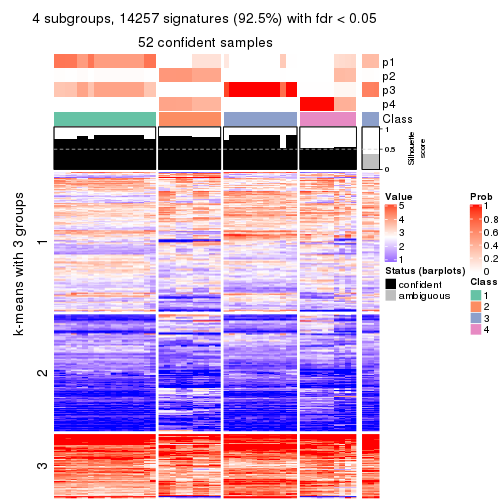 4 subgroups, 14257 signatures (92.5%) with fdr < 0.05
52 confident samples
p1
p2
p3
p4
Class
1
0.5
0
Silhouette
score
k-means with 3 groups
1
2
3
Value
5
4
3
2
1
Status (barplots)
confident
ambiguous
Prob
1
0.8
0.6
0.4
0.2
0
Class
1
2
3
4